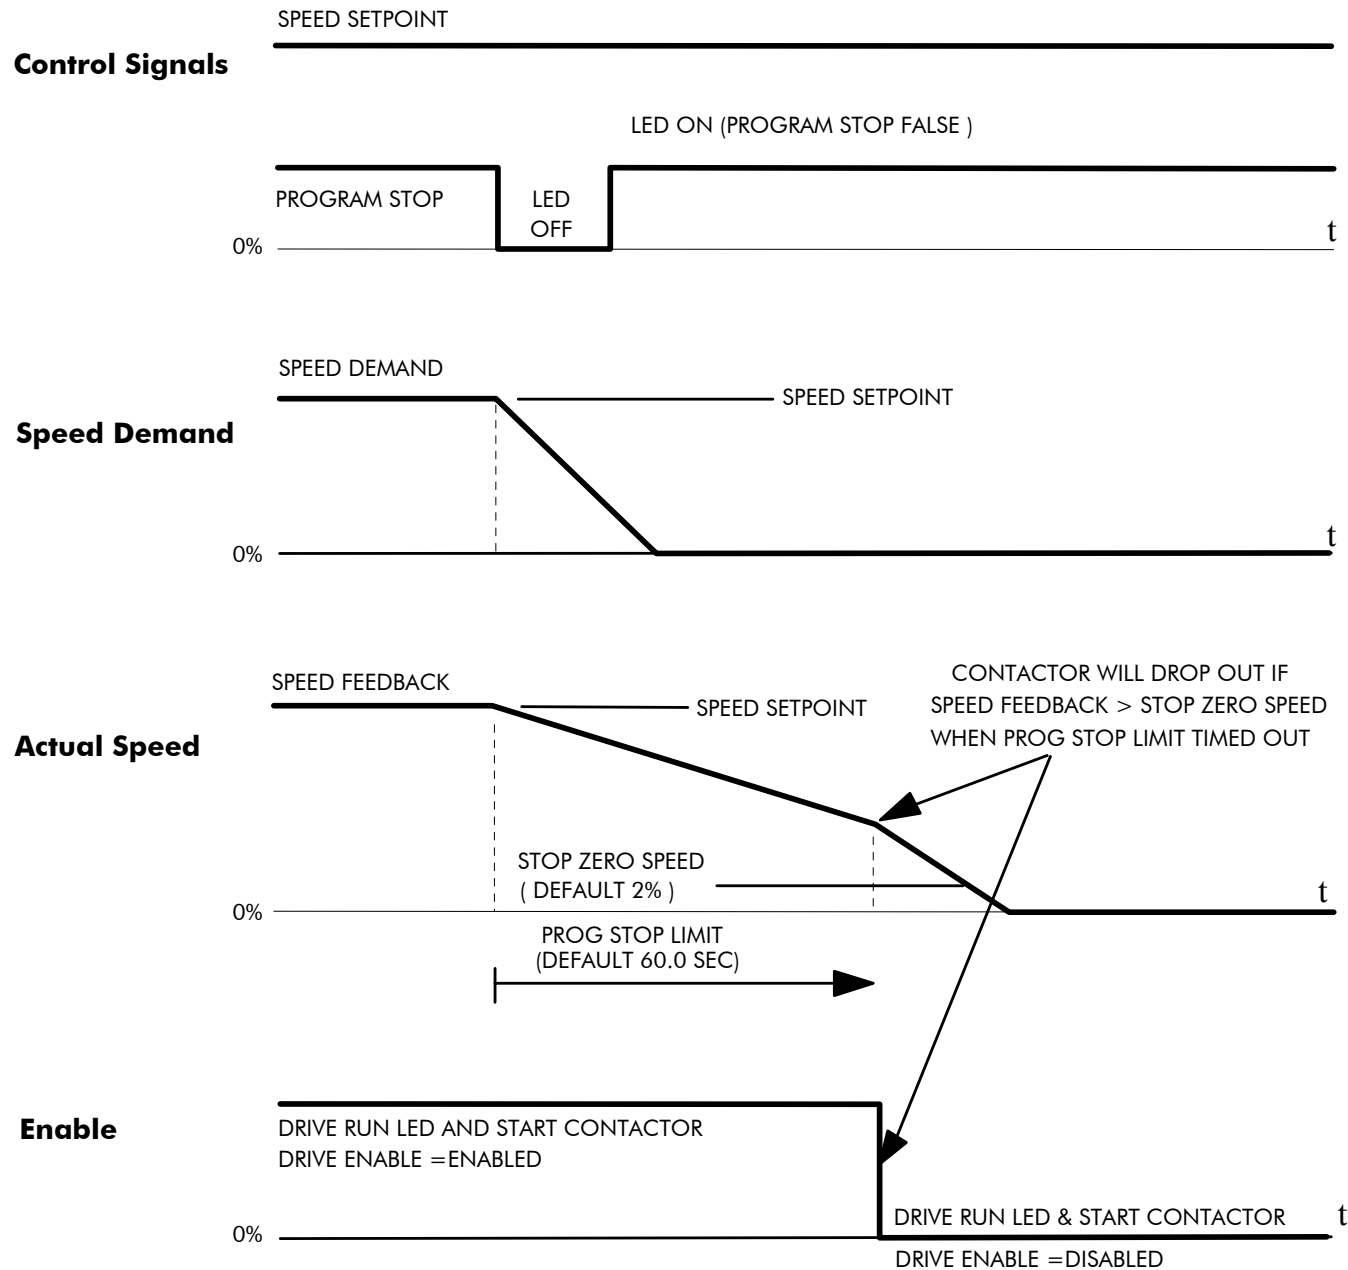 SPEED SETPOINT
Control Signals
LED ON (PROGRAM STOP FALSE )
PROGRAM STOP
LED
OFF
0%
t
SPEED DEMAND
SPEED SETPOINT
Speed Demand
0%
t
SPEED FEEDBACK
SPEED SETPOINT
CONTACTOR WILL DROP OUT IF
SPEED FEEDBACK > STOP ZERO SPEED
WHEN PROG STOP LIMIT TIMED OUT
Actual Speed
STOP ZERO SPEED
( DEFAULT 2% )
0%
t
PROG STOP LIMIT
(DEFAULT 60.0 SEC)
Enable
DRIVE RUN LED AND START CONTACTOR
DRIVE ENABLE =ENABLED
0%
DRIVE RUN LED & START CONTACTOR
t
DRIVE ENABLE =DISABLED